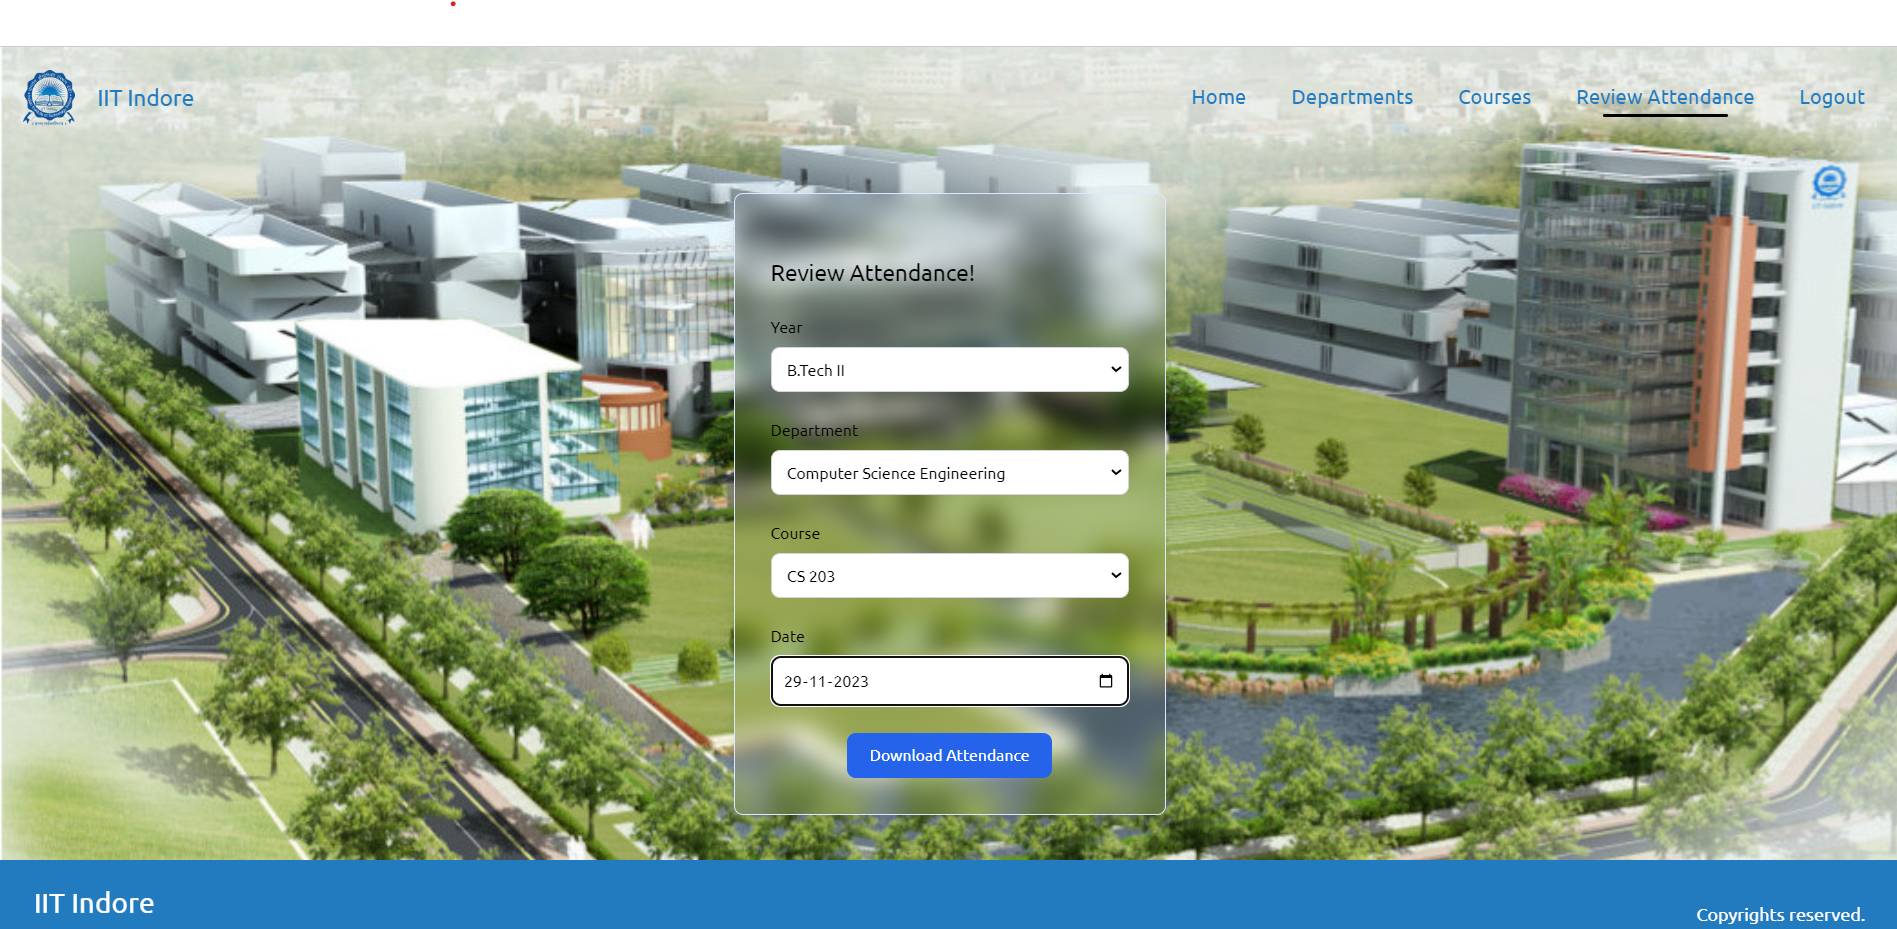 IIT Indore
Home Departments Courses Review Attendance Logout
Review Attendance!
Year
B.Tech II
Department
Computer Science Engineering
Course
CS 203
Date
29-11-2023
Download Attendance
IIT Indore
Copyrights reserved.